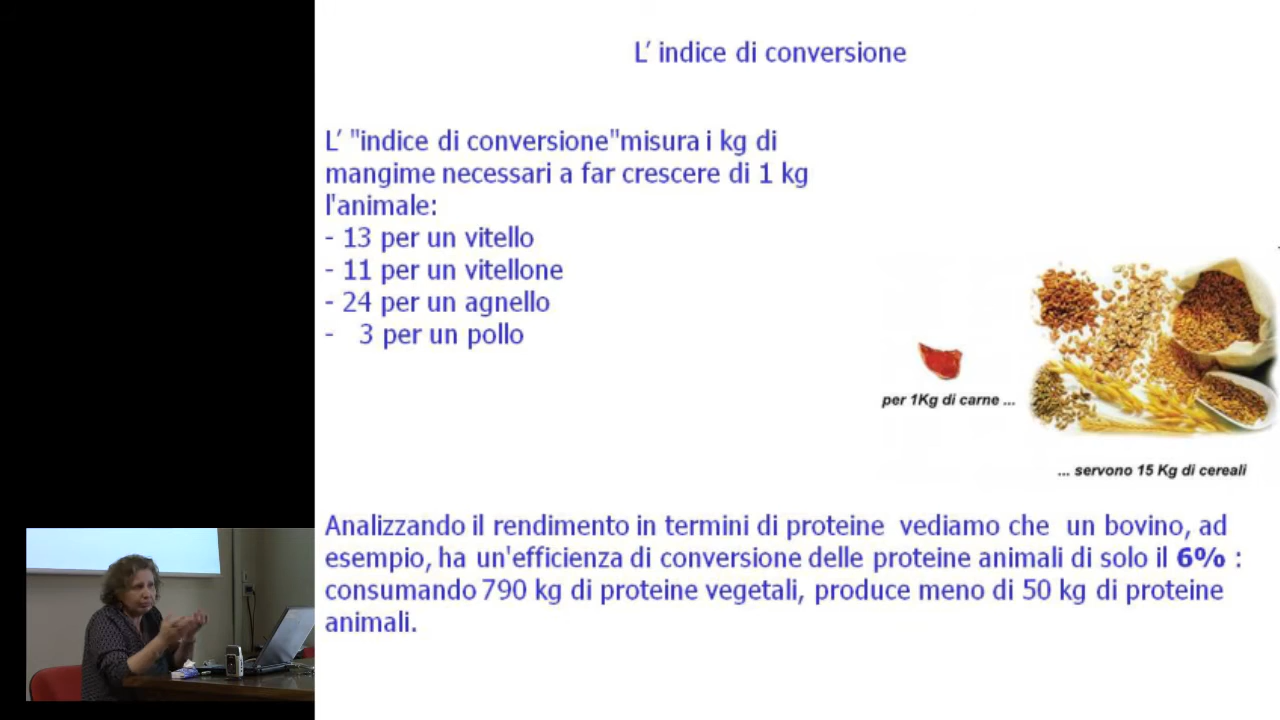 L' indice di conversione
L' "indice di conversione"misura i kg di
mangime necessari a far crescere di 1 kg
l'animale:
- 13 per un vitello
- 11 per un vitellone
- 24 per un agnello
- 3 per un pollo
per 1Kg di carne ...
... servono 15 Kg di cereali
Analizzando il rendimento in termini di proteine vediamo che un bovino, ad
esempio, ha un'efficienza di conversione delle proteine animali di solo il 6% :
consumando 790 kg di proteine vegetali, produce meno di 50 kg di proteine
animali.